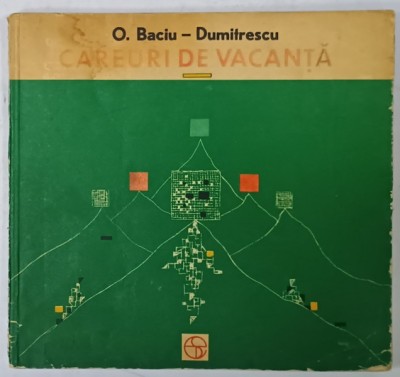 O. Baciu – Dumitrescu
CAREURI DE VACANȚĂ